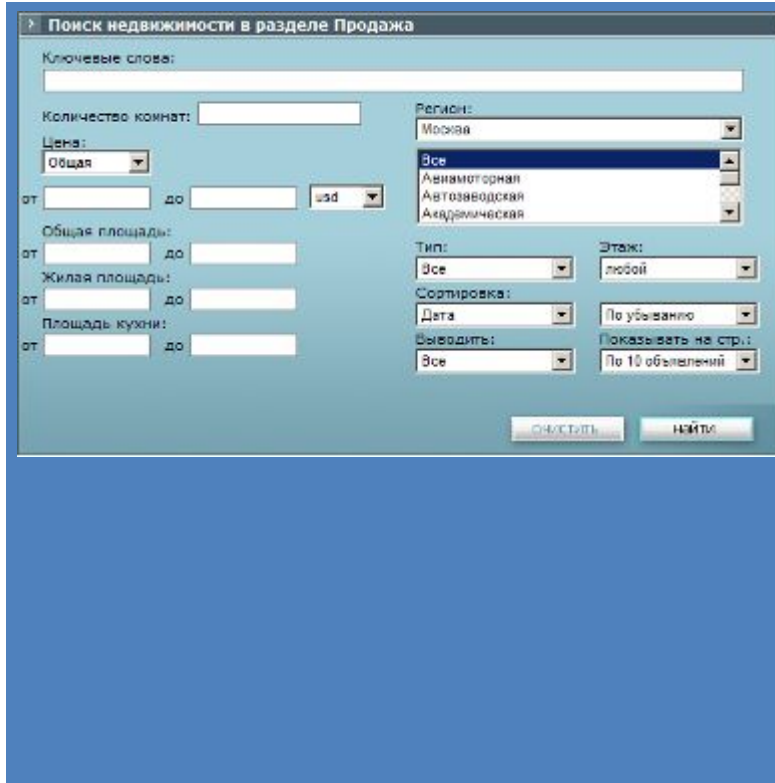 Поиск недвижимости в разделе Продажа
Ключевые слова:
Количество комнат:
Цена:
Общая
от до usd
Общая площадь:
от до
Жилая площадь:
от до
Площадь кухни:
от до
Регион:
Москва
Все
Авиамоторная
Автозаводская
Академическая
Тип: Этаж:
Все любой
Сортировка:
Дата По убыванию
Выводить: Показывать на стр.:
Все По 10 объявлений
очистить найти